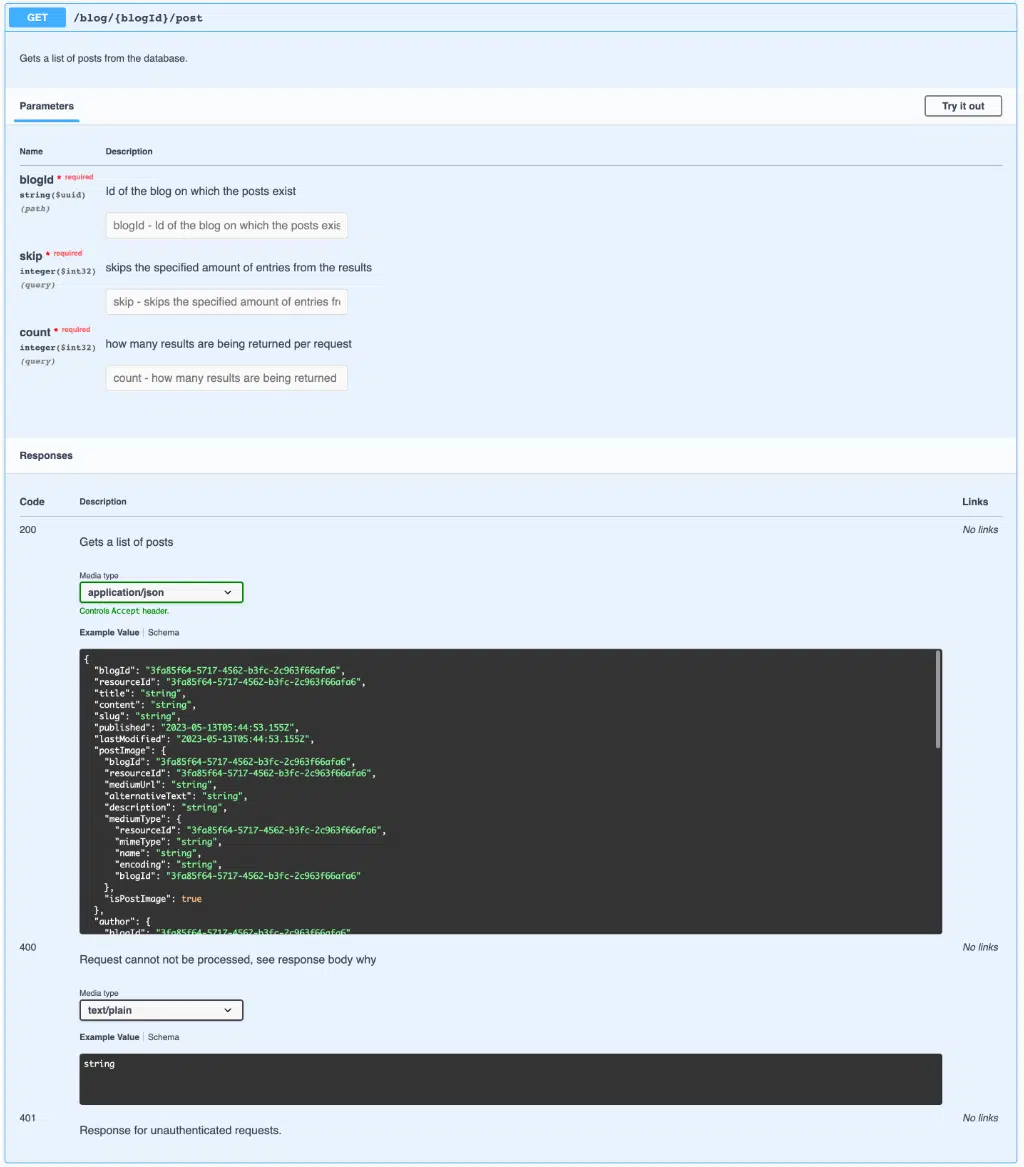 GET /blog/{blogId}/post
Gets a list of posts from the database.
Parameters
Try it out
Name Description
blogId * required
string($uuid)
(path)
Id of the blog on which the posts exist
blogId - Id of the blog on which the posts exis
skip * required
integer($int32)
(query)
skips the specified amount of entries from the results
skip - skips the specified amount of entries fr
count * required
integer($int32)
(query)
how many results are being returned per request
count - how many results are being returned
Responses
Code Description Links
200
Gets a list of posts
No links
Media type
application/json
Controls Accept header.
Example Value | Schema
{
"blogId": "3fa85f64-5717-4562-b3fc-2c963f66afa6",
"resourceId": "3fa85f64-5717-4562-b3fc-2c963f66afa6",
"title": "string",
"content": "string",
"slug": "string",
"published": "2023-05-13T05:44:53.155Z",
"lastModified": "2023-05-13T05:44:53.155Z",
"postImage": {
"blogId": "3fa85f64-5717-4562-b3fc-2c963f66afa6",
"resourceId": "3fa85f64-5717-4562-b3fc-2c963f66afa6",
"mediumUrl": "string",
"alternativeText": "string",
"description": "string",
"mediumType": {
"resourceId": "3fa85f64-5717-4562-b3fc-2c963f66afa6",
"mimeType": "string",
"name": "string",
"encoding": "string",
"blogId": "3fa85f64-5717-4562-b3fc-2c963f66afa6"
},
"isPostImage": true
},
"author": {
"blogId": "3fa85f64-5717-4562-b3fc-2c963f66afa6"
400
Request cannot not be processed, see response body why
No links
Media type
text/plain
Example Value | Schema
string
401
Response for unauthenticated requests.
No links